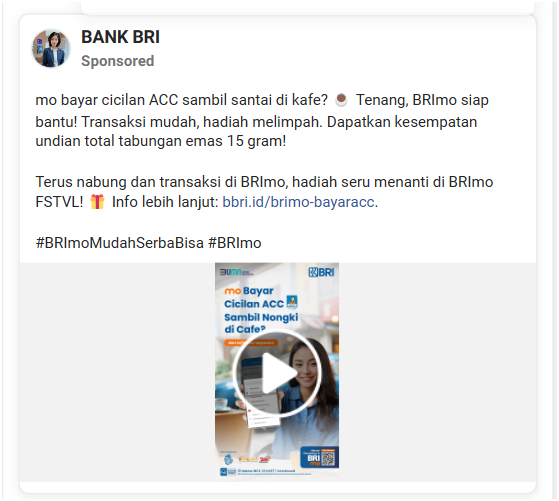 BANK BRI
Sponsored
mo bayar cicilan ACC sambil santai di kafe? ☕ Tenang, BRImo siap
bantu! Transaksi mudah, hadiah melimpah. Dapatkan kesempatan
undian total tabungan emas 15 gram!
Terus nabung dan transaksi di BRImo, hadiah seru menanti di BRImo
FSTVL! 🎁 Info lebih lanjut: bbri.id/brimo-bayaracc.
#BRImoMudahSerbaBisa #BRImo
BUMN
BRI
mo Bayar
Cicilan ACC
Sambil Nongki
di Cafe?
BRI
mo